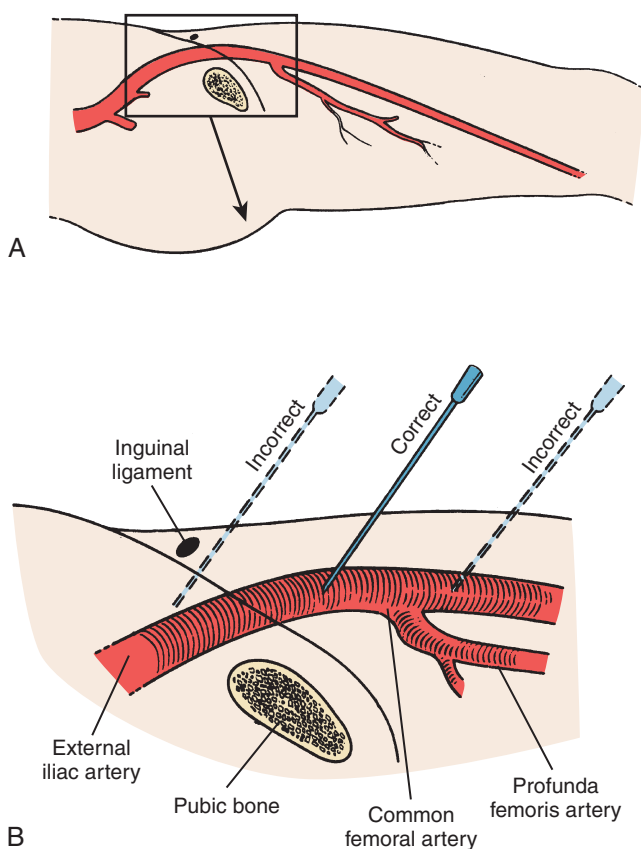 A
Incorrect
Correct
Incorrect
Inguinal
ligament
External
iliac artery
Pubic bone
Common
femoral artery
Profunda
femoris artery
B